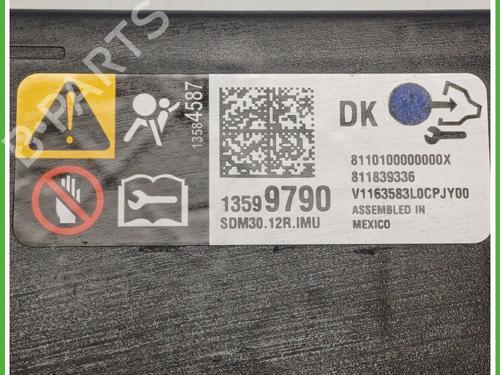 13584587
DK
8110100000000X
811839336
V1163583L0CPJY00
ASSEMBLED IN
MEXICO
13599790
SDM30.12R.IMU
B-PARTS